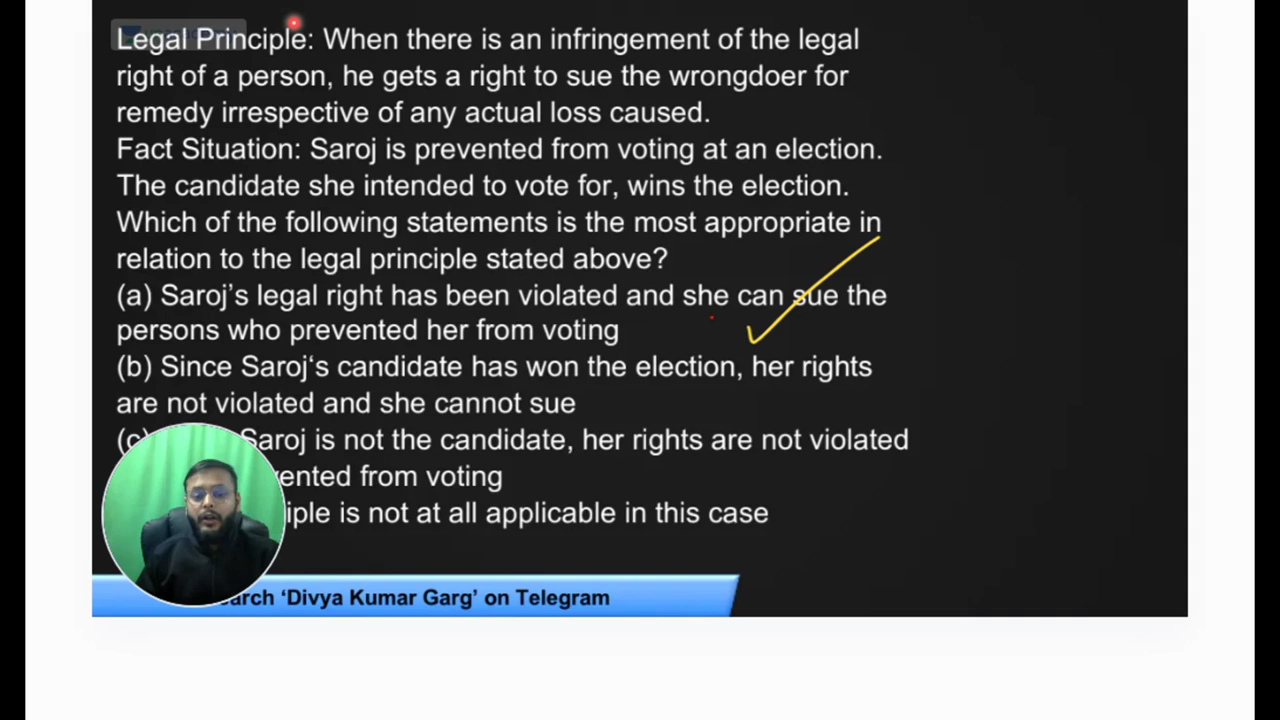 Legal Principle: When there is an infringement of the legal
right of a person, he gets a right to sue the wrongdoer for
remedy irrespective of any actual loss caused.
Fact Situation: Saroj is prevented from voting at an election.
The candidate she intended to vote for, wins the election.
Which of the following statements is the most appropriate in
relation to the legal principle stated above?
(a) Saroj’s legal right has been violated and she can sue the
persons who prevented her from voting
(b) Since Saroj‘s candidate has won the election, her rights
are not violated and she cannot sue
(c) Saroj is not the candidate, her rights are not violated
from voting
is not at all applicable in this case
‘Divya Kumar Garg’ on Telegram